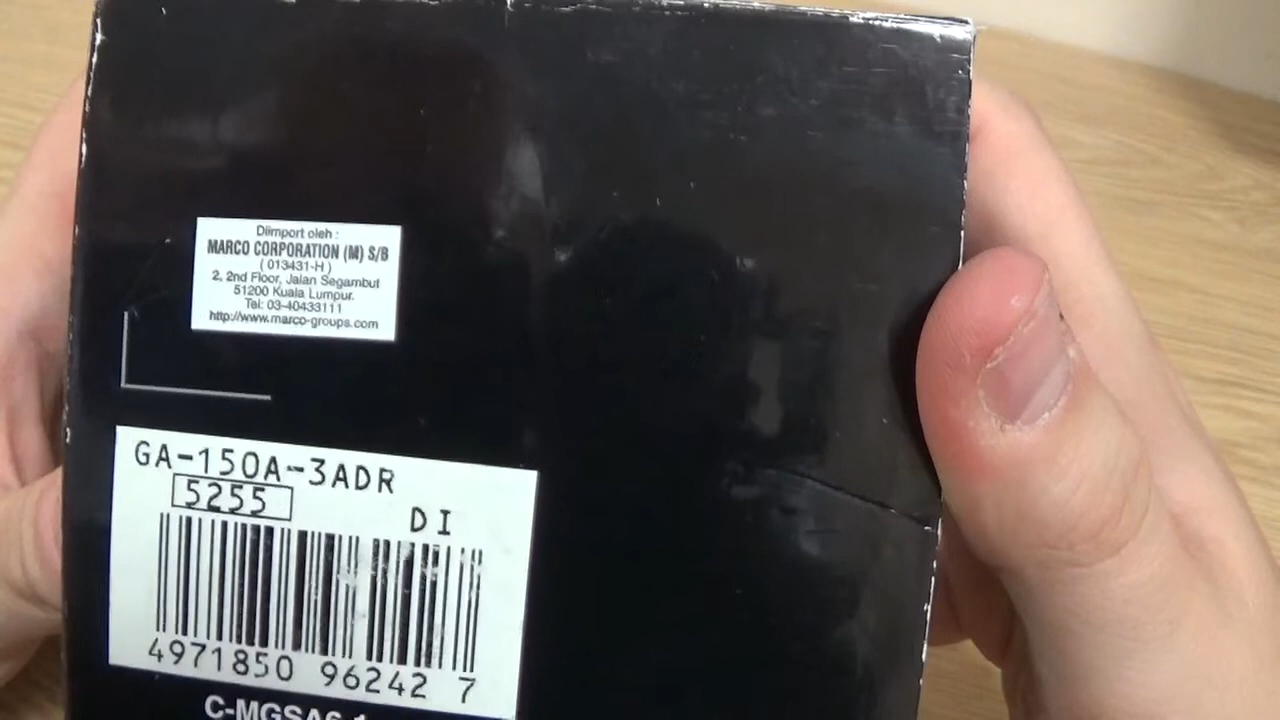 Diimport oleh :
MARCO CORPORATION (M) S/B
( 013431-H )
2, 2nd Floor, Jalan Segambut
51200 Kuala Lumpur.
Tel: 03-40433111
http://www.marco-groups.com
GA-150A-3ADR
5255
DI
4971850 96242 7